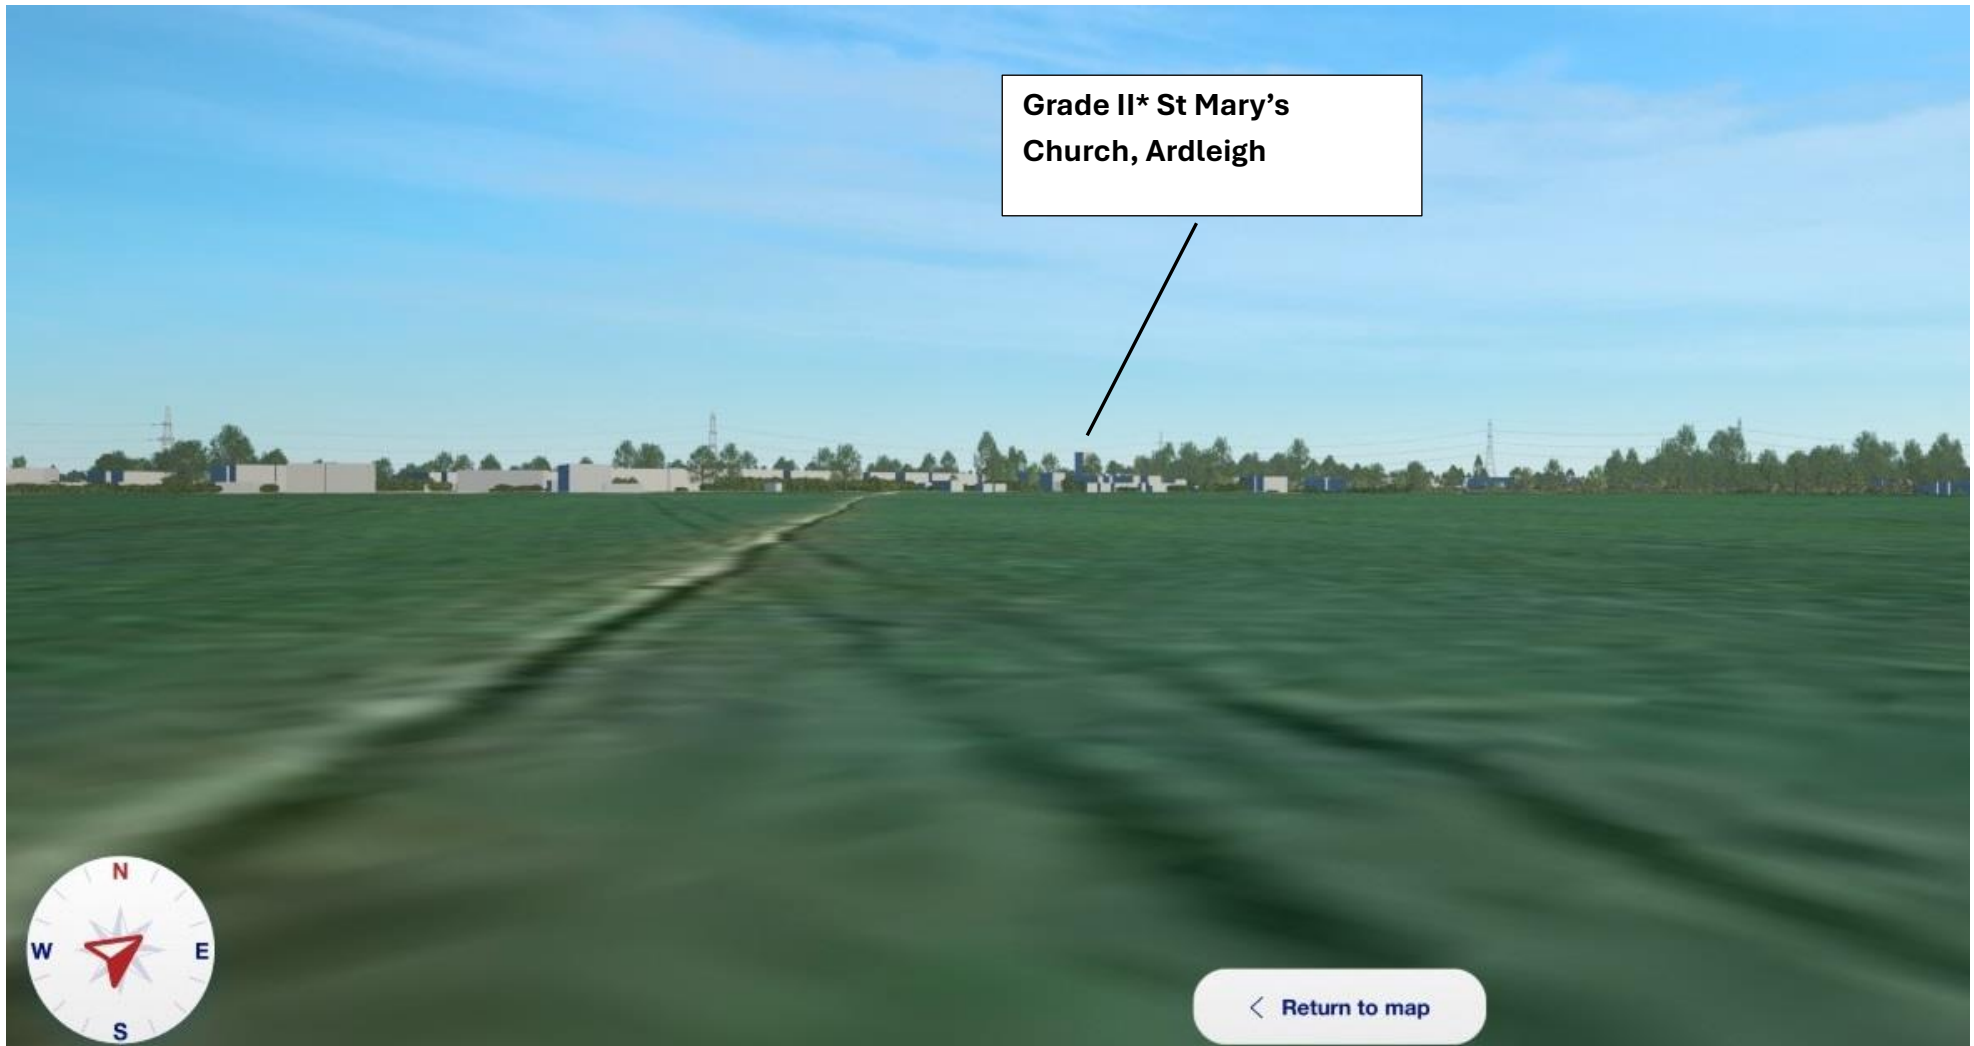 Grade II* St Mary’s
Church, Ardleigh
N
W
E
S
< Return to map